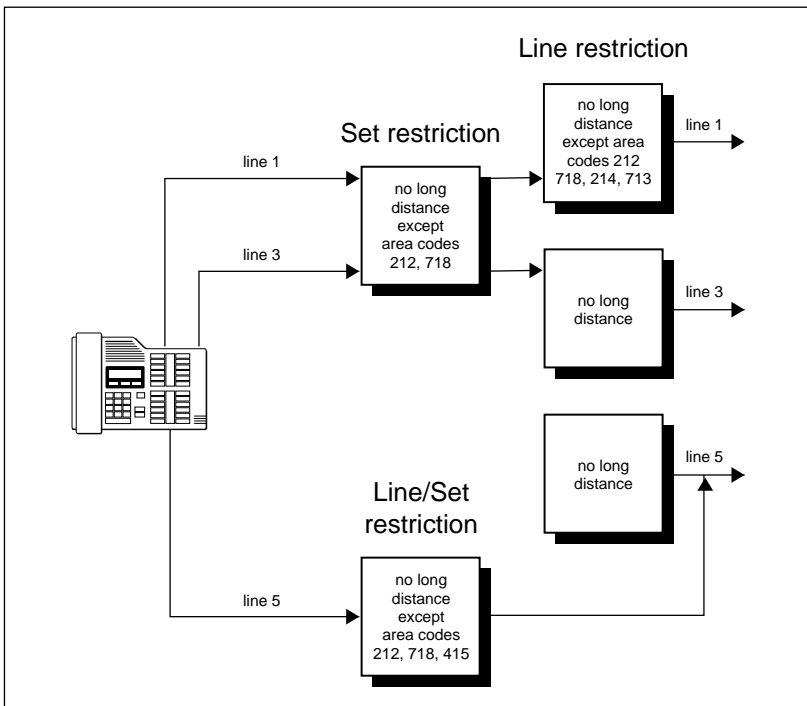 Line restriction
no long
distance
except area
codes 212
718, 214, 713
line 1
Set restriction
line 1
no long
distance
except
area codes
212, 718
line 3
no long
distance
line 3
no long
distance
line 5
Line/Set
restriction
no long
distance
except
area codes
212, 718, 415
line 5